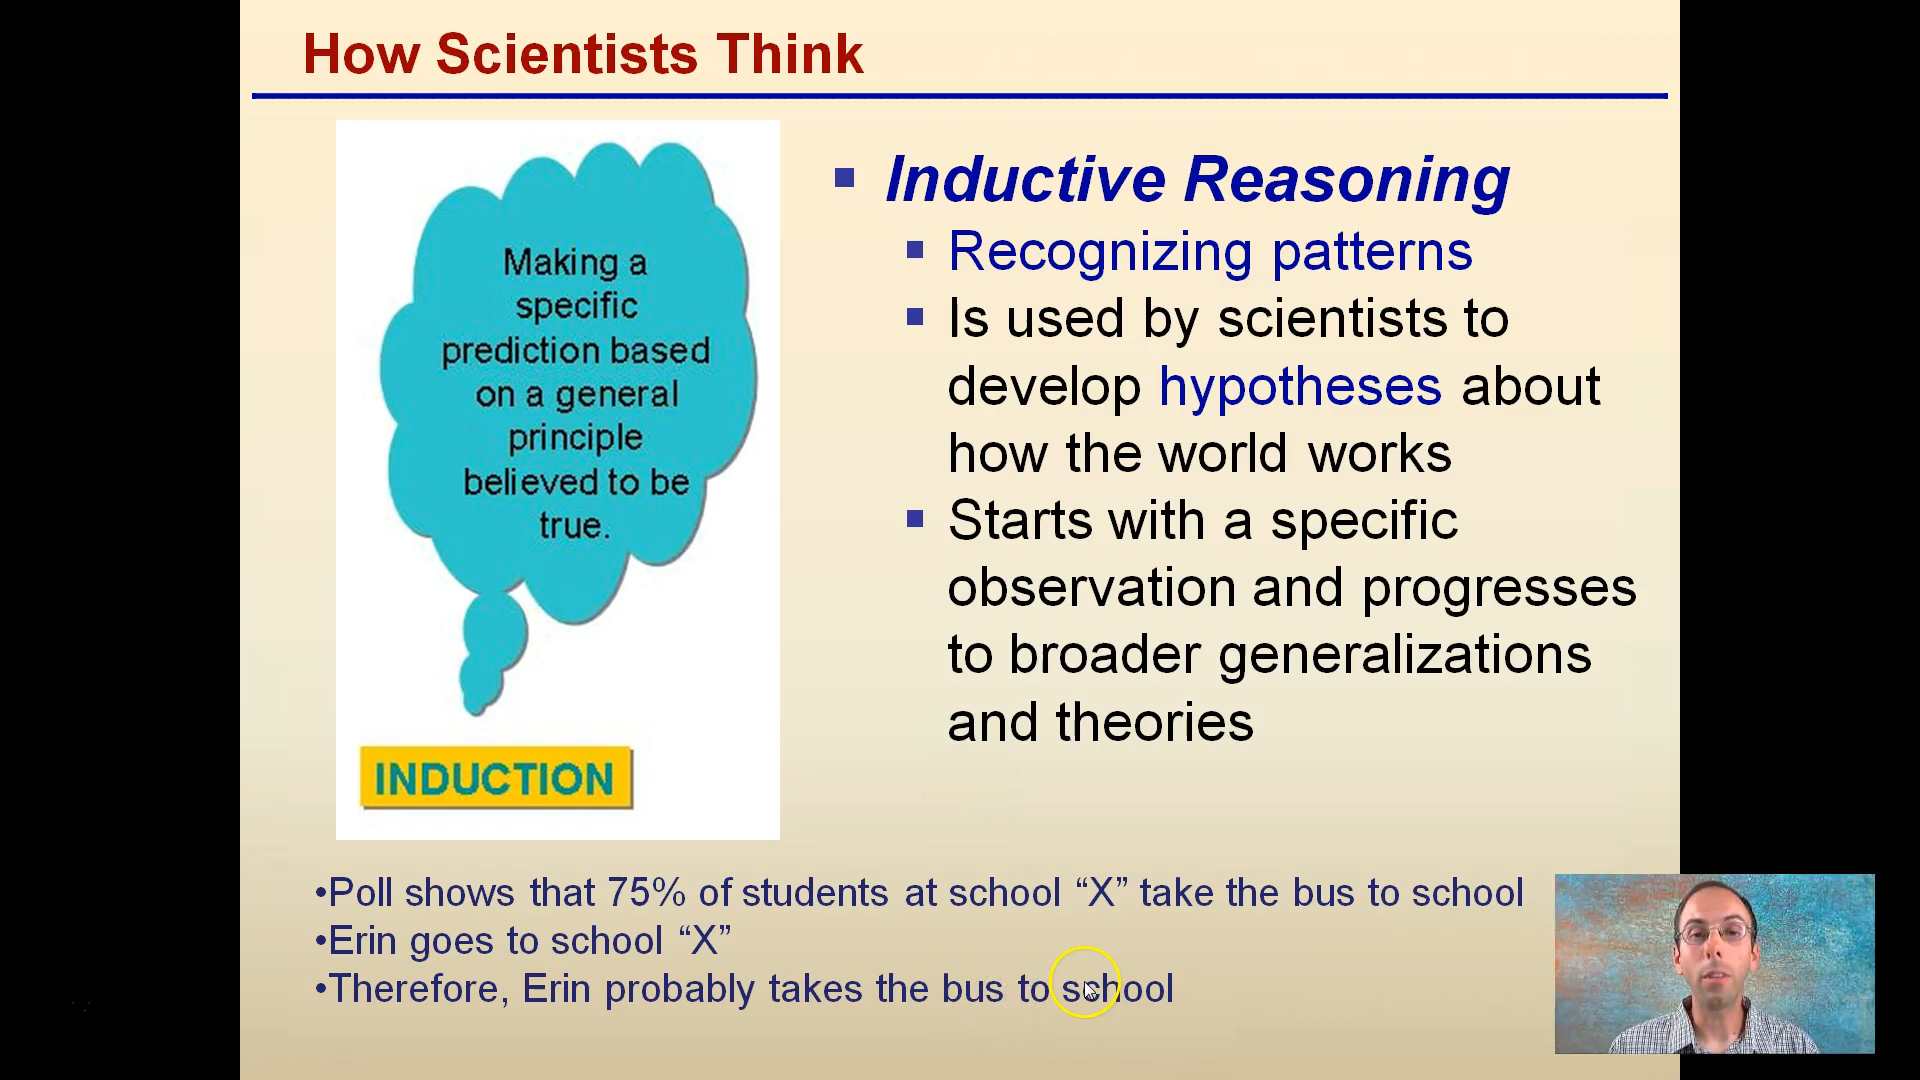 How Scientists Think
Making a
specific
prediction based
on a general
principle
believed to be
true.
INDUCTION
Inductive Reasoning
Recognizing patterns
Is used by scientists to
develop hypotheses about
how the world works
Starts with a specific
observation and progresses
to broader generalizations
and theories
•Poll shows that 75% of students at school “X” take the bus to school
•Erin goes to school “X”
•Therefore, Erin probably takes the bus to school